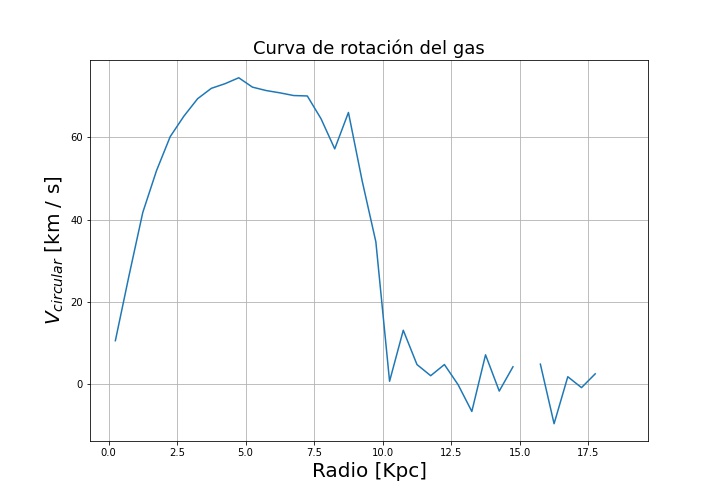 Curva de rotación del gas
V_circular [km / s]
60
40
20
0
0.0 2.5 5.0 7.5 10.0 12.5 15.0 17.5
Radio [Kpc]